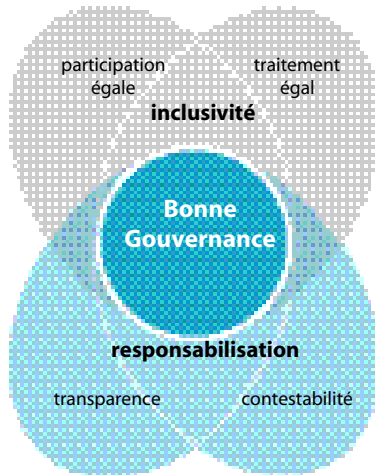 participation
égale
traitement
égal
inclusivité
Bonne
Gouvernance
responsabilisation
transparence
contestabilité